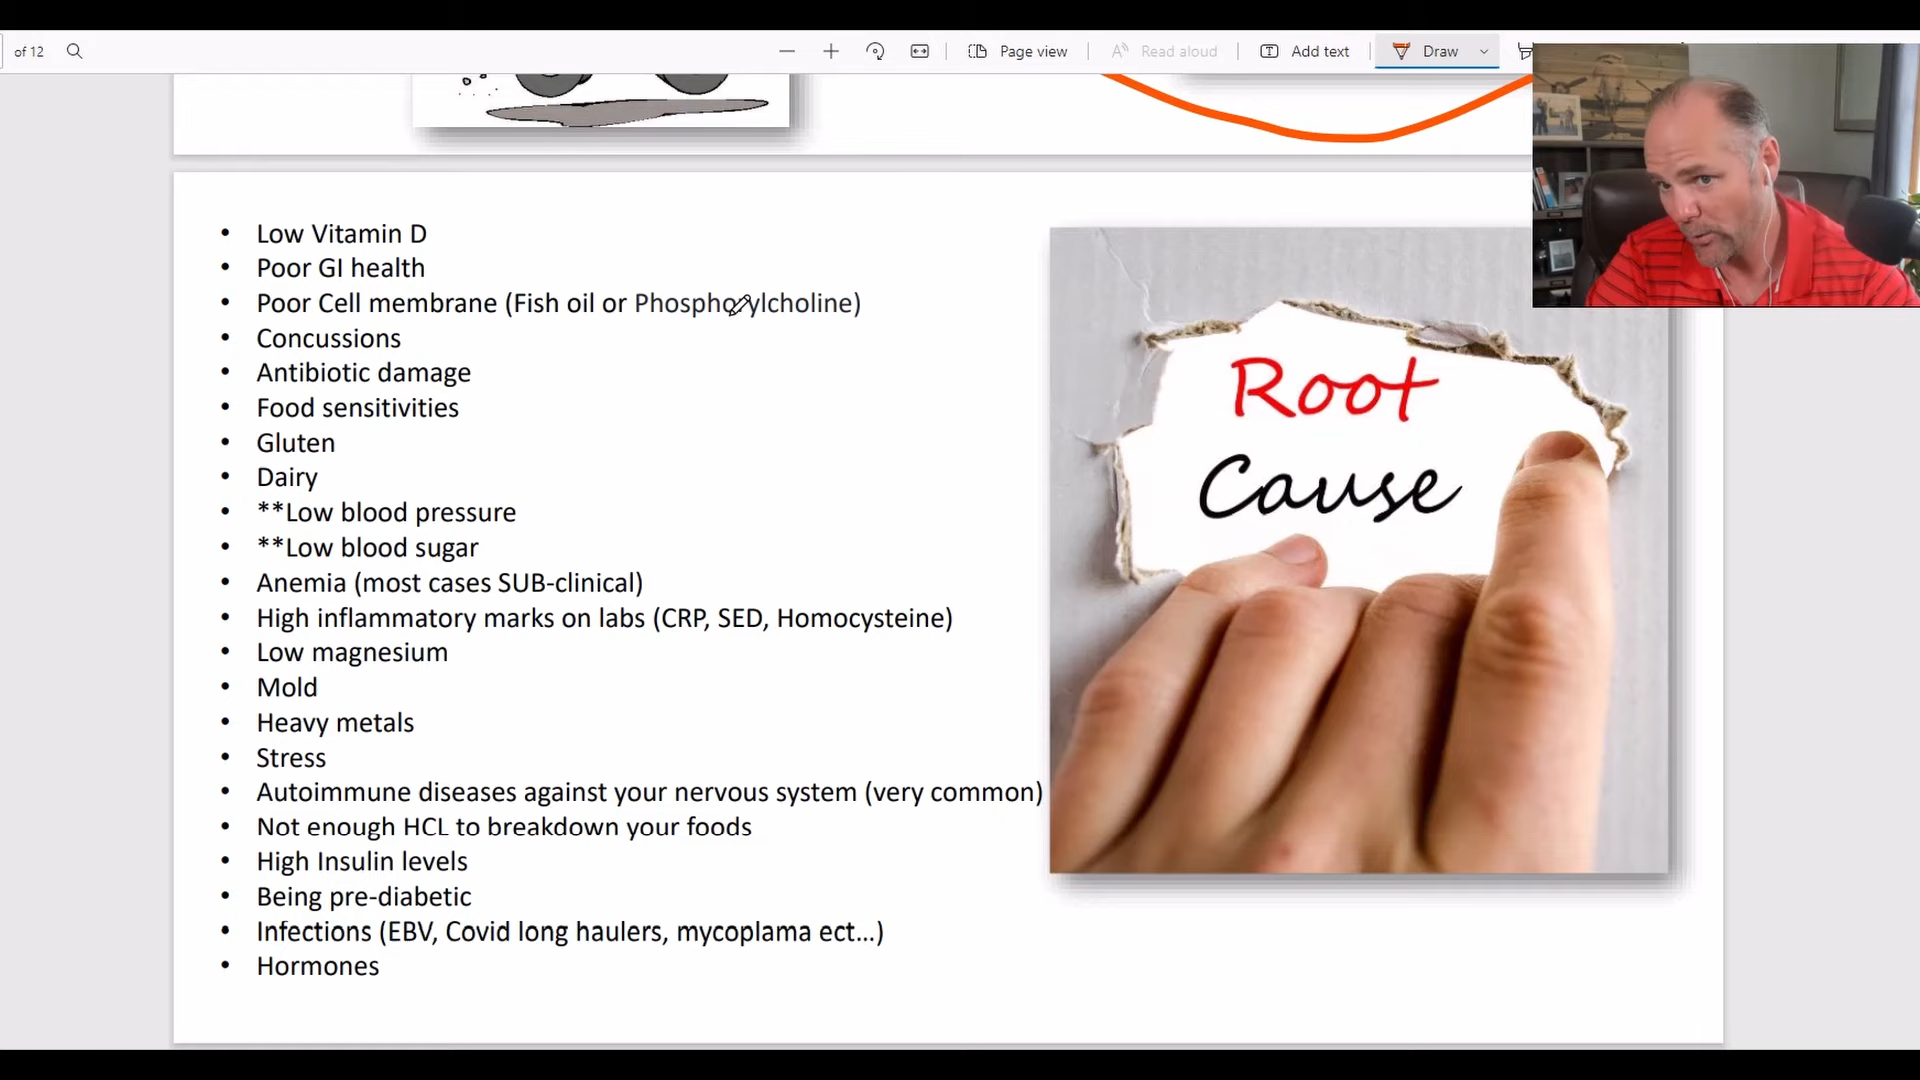 of 12
Page view
Read aloud
Add text
Draw
• Low Vitamin D
• Poor GI health
• Poor Cell membrane (Fish oil or Phosphorylcholine)
• Concussions
• Antibiotic damage
• Food sensitivities
• Gluten
• Dairy
• **Low blood pressure
• **Low blood sugar
• Anemia (most cases SUB-clinical)
• High inflammatory marks on labs (CRP, SED, Homocysteine)
• Low magnesium
• Mold
• Heavy metals
• Stress
• Autoimmune diseases against your nervous system (very common)
• Not enough HCL to breakdown your foods
• High Insulin levels
• Being pre-diabetic
• Infections (EBV, Covid long haulers, mycoplama ect...)
• Hormones
Root
Cause